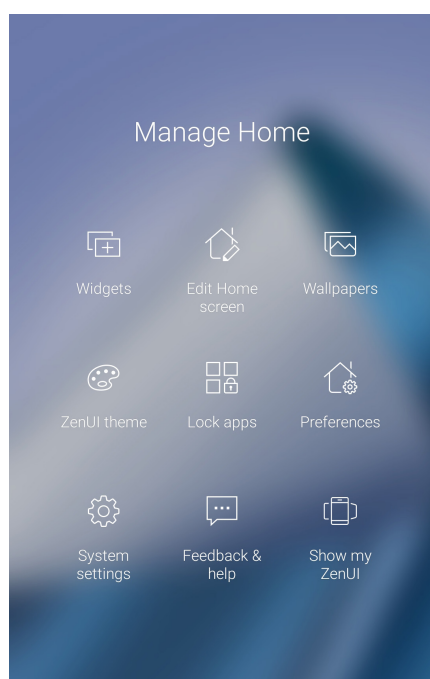 Manage Home
Widgets
Edit Home
screen
Wallpapers
ZenUI theme
Lock apps
Preferences
System
settings
Feedback &
help
Show my
ZenUI